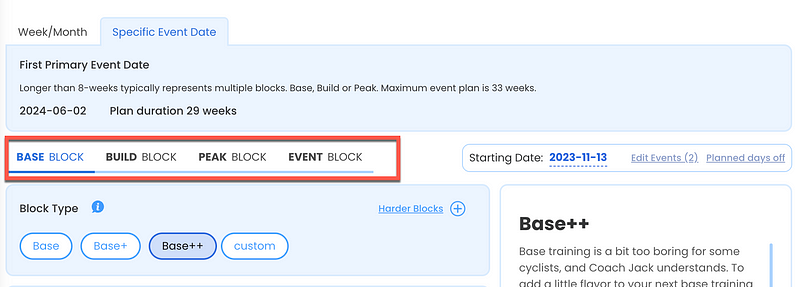 Week/Month Specific Event Date
First Primary Event Date
Longer than 8-weeks typically represents multiple blocks. Base, Build or Peak. Maximum event plan is 33 weeks.
2024-06-02 Plan duration 29 weeks
BASE BLOCK BUILD BLOCK PEAK BLOCK EVENT BLOCK
Starting Date: 2023-11-13 Edit Events (2) Planned days off
Block Type i Harder Blocks +
Base Base+ Base++ custom
Base++
Base training is a bit too boring for some
cyclists, and Coach Jack understands. To
add a little flavor to your next base training